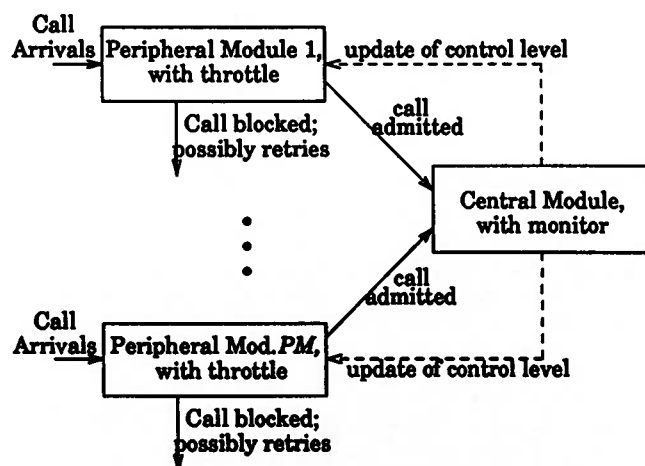 Call
Arrivals
Peripheral Module 1,
with throttle
update of control level
Call blocked;
possibly retries
call
admitted
Central Module,
with monitor
call
admitted
Call
Arrivals
Peripheral Mod.PM,
with throttle
update of control level
Call blocked;
possibly retries